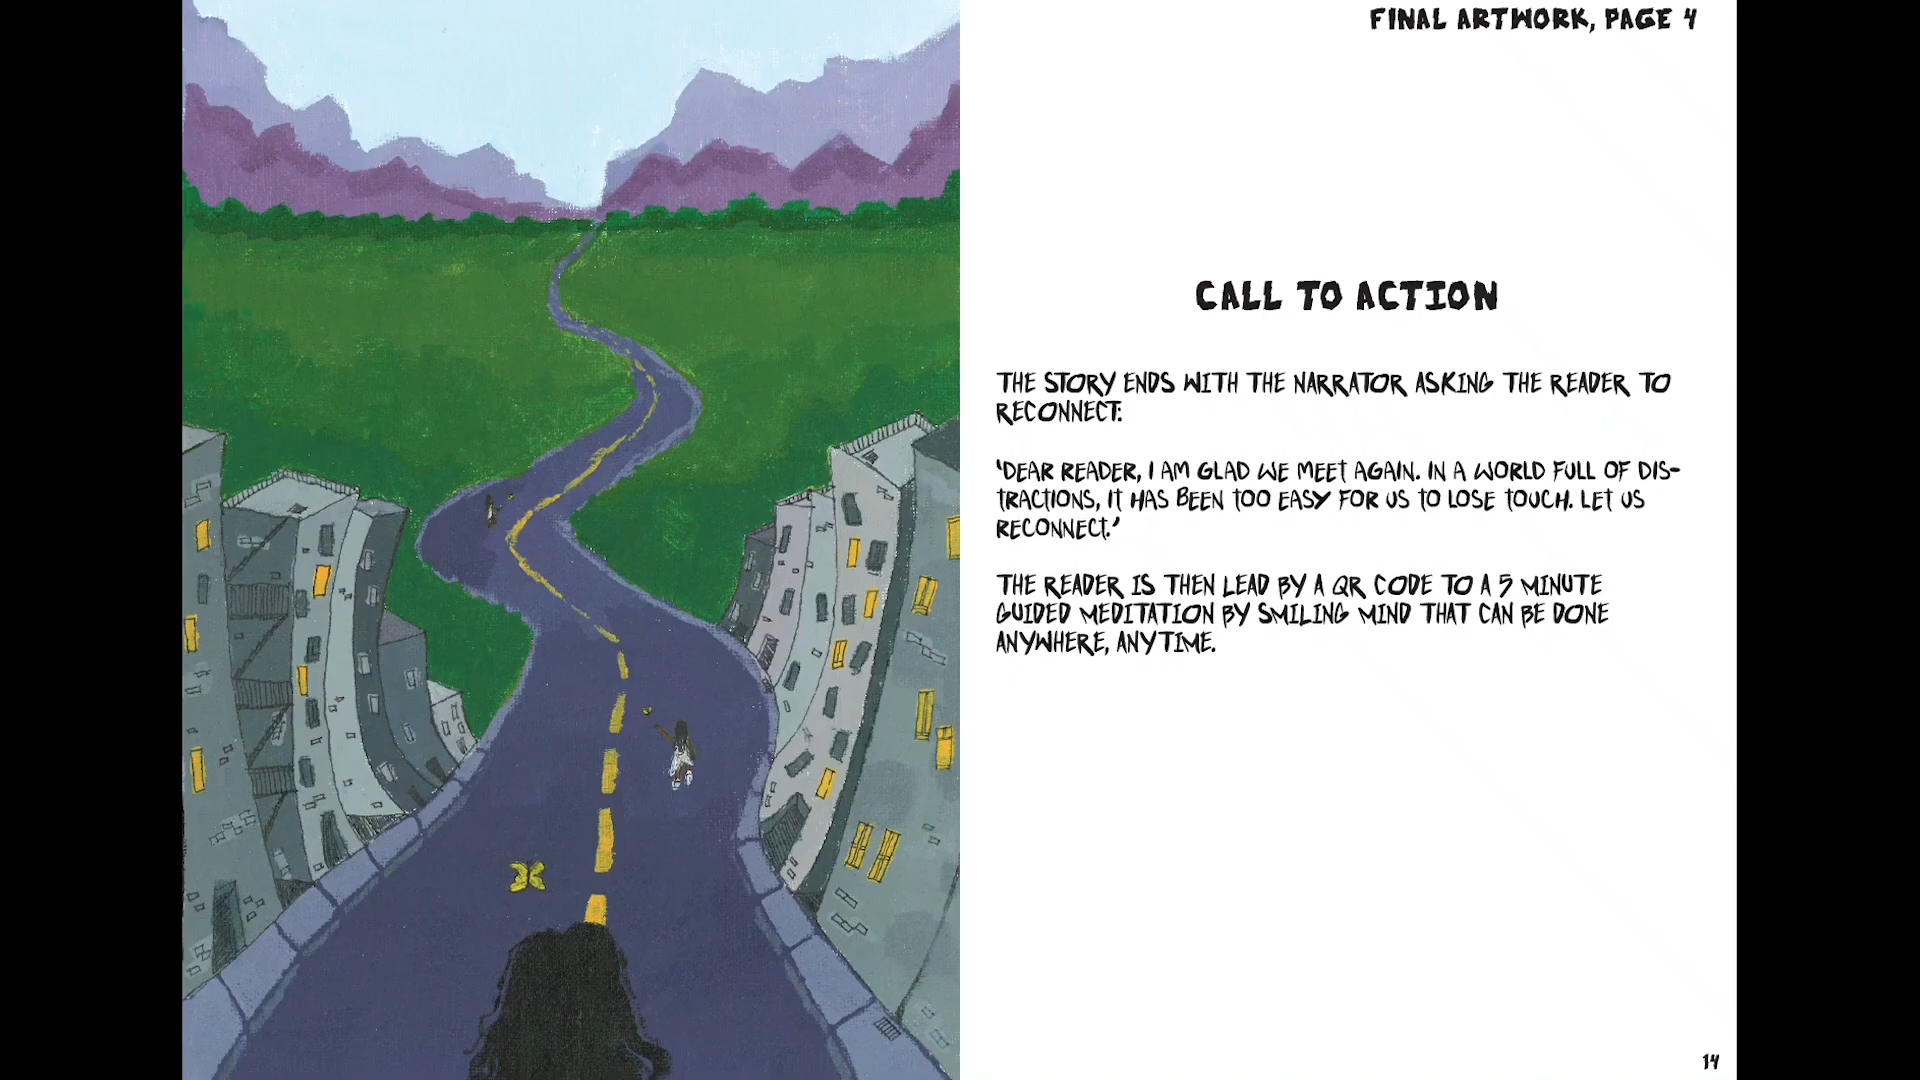 FINAL ARTWORK, PAGE 4
CALL TO ACTION
THE STORY ENDS WITH THE NARRATOR ASKING THE READER TO
RECONNECT:
'DEAR READER, I AM GLAD WE MEET AGAIN. IN A WORLD FULL OF DIS-
TRACTIONS, IT HAS BEEN TOO EASY FOR US TO LOSE TOUCH. LET US
RECONNECT.'
THE READER IS THEN LEAD BY A QR CODE TO A 5 MINUTE
GUIDED MEDITATION BY SMILING MIND THAT CAN BE DONE
ANYWHERE, ANYTIME.
14